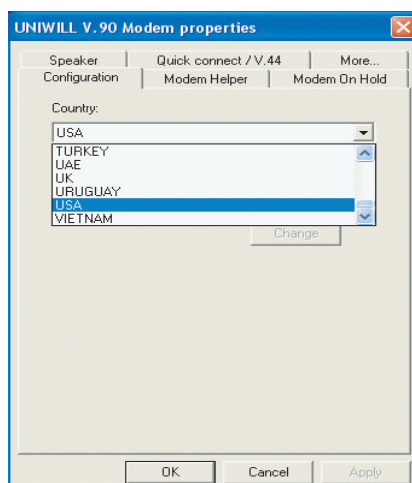 UNIWILL V.90 Modem properties
Speaker
Quick connect / V.44
More...
Configuration
Modem Helper
Modem On Hold
Country:
USA
TURKEY
UAE
UK
URUGUAY
USA
VIETNAM
Change
OK
Cancel
Apply